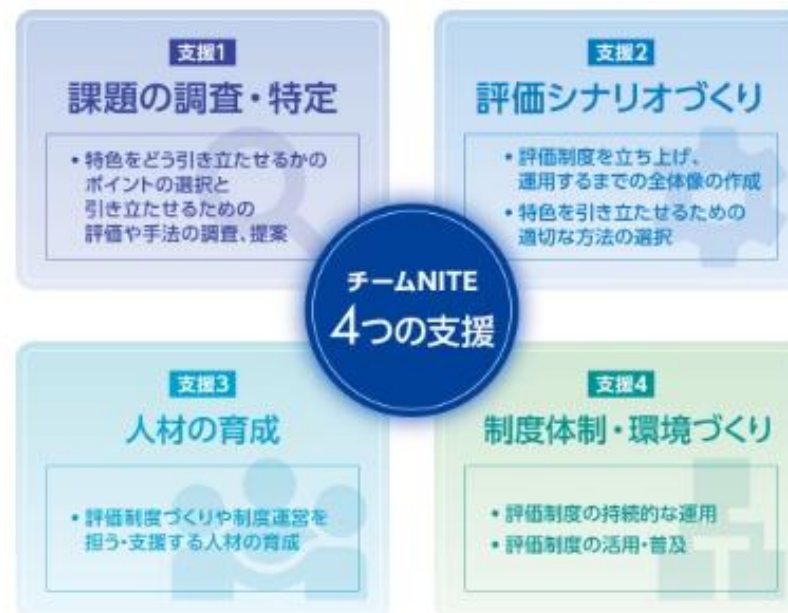 支援1
課題の調査・特定
・特色をどう引き立たせるかの
ポイントの選択と
引き立たせるための
評価や手法の調査、提案
支援2
評価シナリオづくり
・評価制度を立ち上げ、
運用するまでの全体像の作成
・特色を引き立たせるための
適切な方法の選択
チームNITE
4つの支援
支援3
人材の育成
・評価制度づくりや制度運営を
担う・支援する人材の育成
支援4
制度体制・環境づくり
・評価制度の持続的な運用
・評価制度の活用・普及